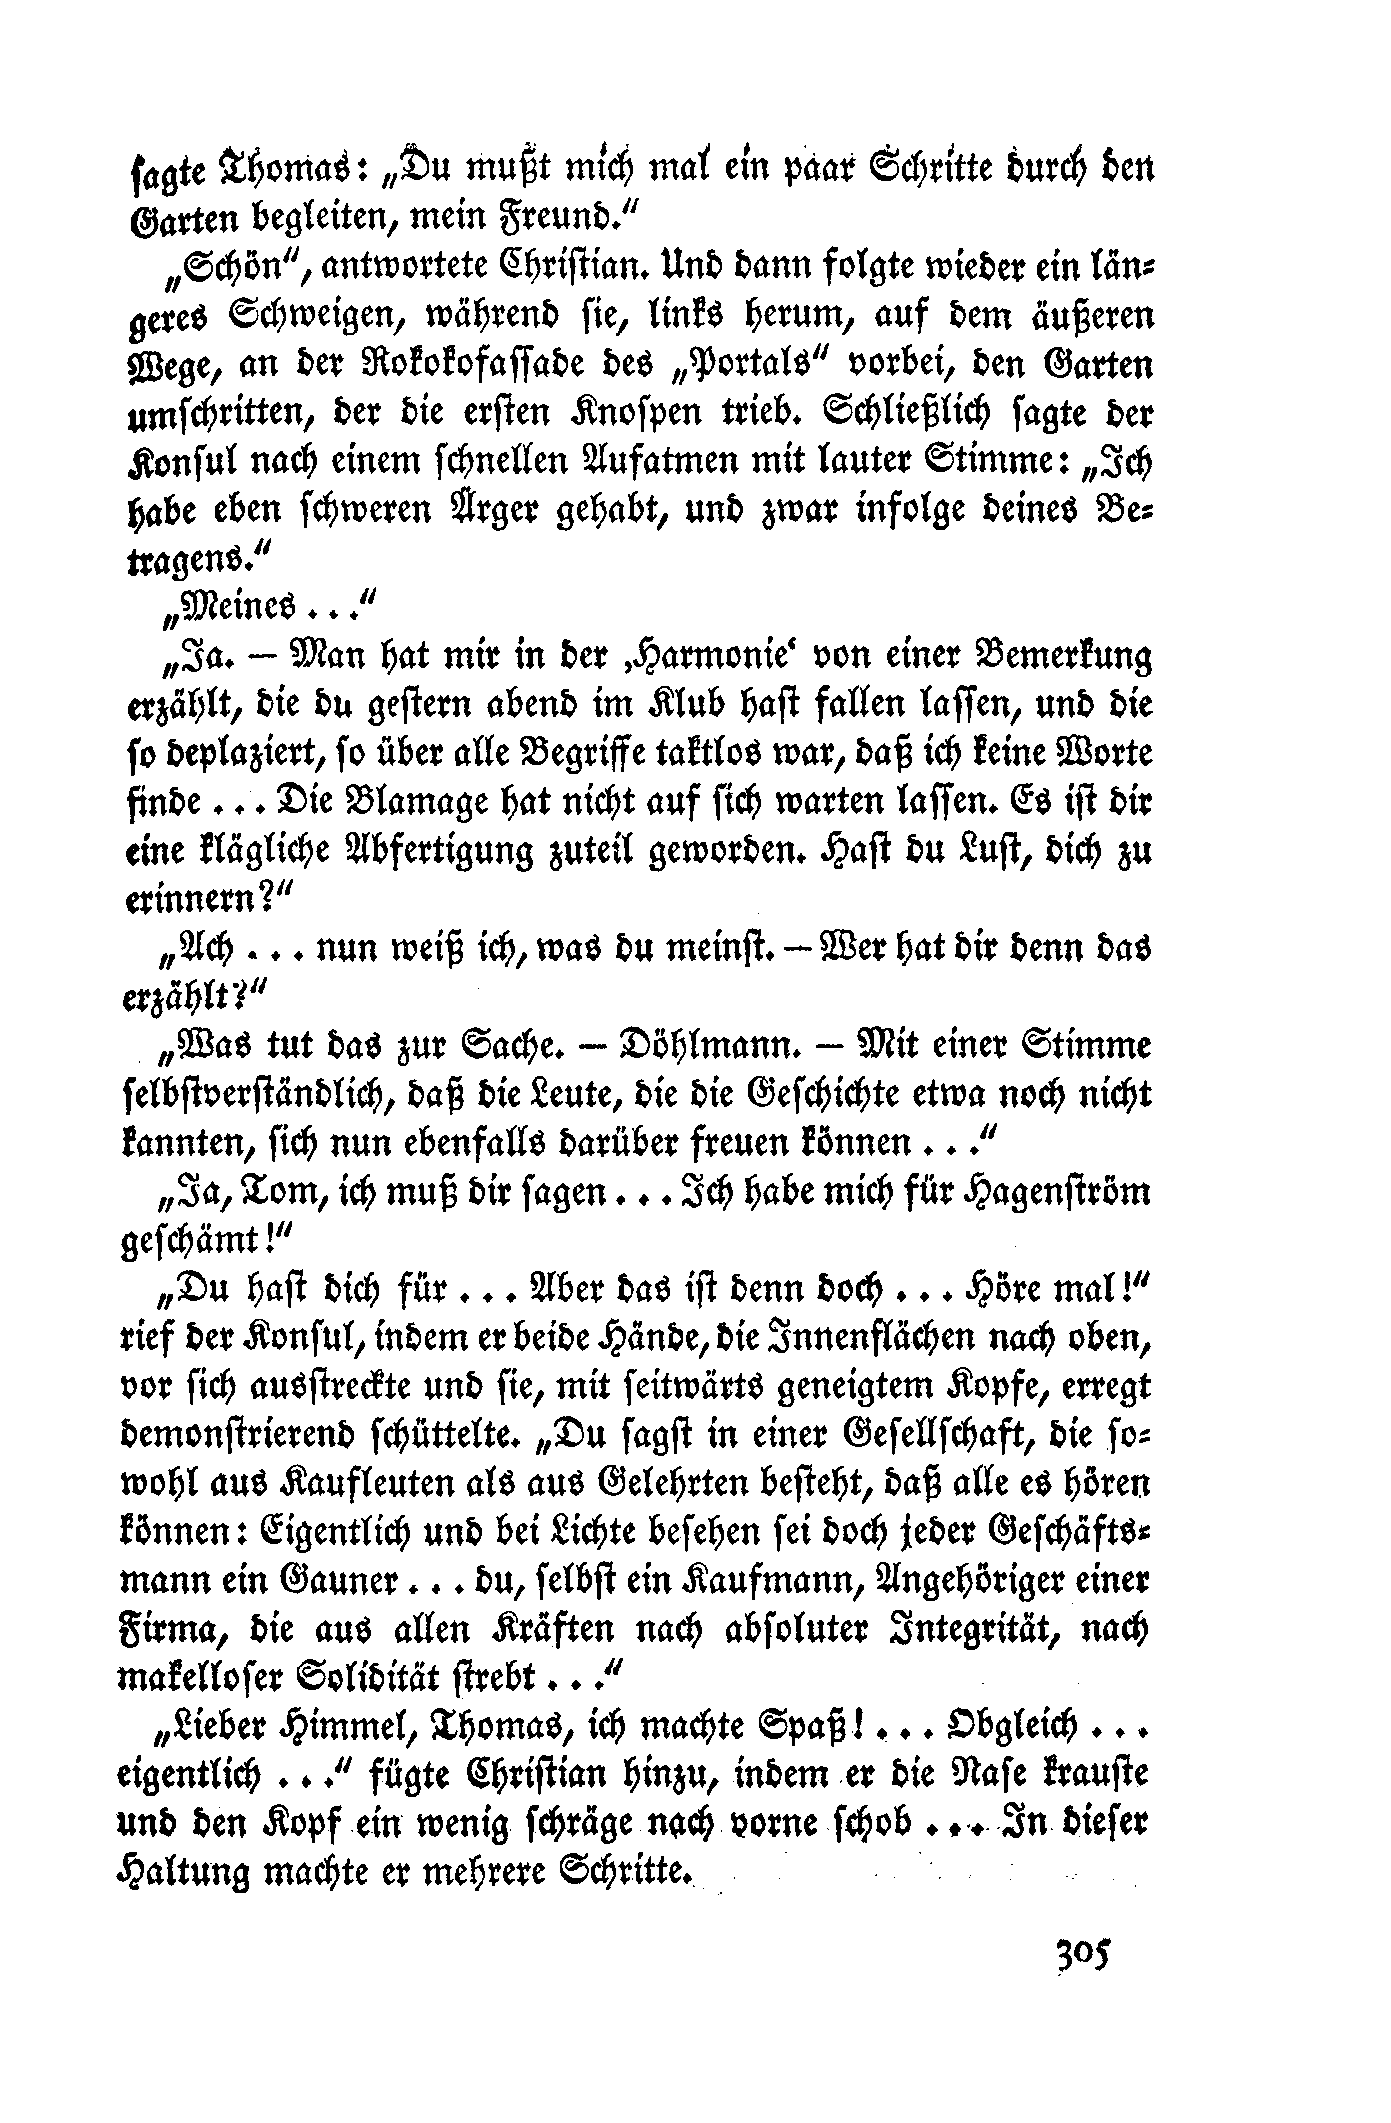 sagte Thomas: „Du mußt mich mal ein paar Schritte durch den
Garten begleiten, mein Freund.“
„Schön“, antwortete Christian. Und dann folgte wieder ein län-
geres Schweigen, während sie, links herum, auf dem äußeren
Wege, an der Rokokofassade des „Portals“ vorbei, den Garten
umschritten, der die ersten Knospen trieb. Schließlich sagte der
Konsul nach einem schnellen Aufatmen mit lauter Stimme: „Ich
habe eben schweren Ärger gehabt, und zwar infolge deines Be-
tragens.“
„Meines . . .“
„Ja. — Man hat mir in der ‚Harmonie‘ von einer Bemerkung
erzählt, die du gestern abend im Klub hast fallen lassen, und die
so deplaziert, so über alle Begriffe taktlos war, daß ich keine Worte
finde . . . Die Blamage hat nicht auf sich warten lassen. Es ist dir
eine klägliche Abfertigung zuteil geworden. Hast du Lust, dich zu
erinnern?“
„Ach . . . nun weiß ich, was du meinst. — Wer hat dir denn das
erzählt?“
„Was tut das zur Sache. — Döhlmann. — Mit einer Stimme
selbstverständlich, daß die Leute, die die Geschichte etwa noch nicht
kannten, sich nun ebenfalls darüber freuen können . . .“
„Ja, Tom, ich muß dir sagen . . . Ich habe mich für Hagenström
geschämt!“
„Du hast dich für . . . Aber das ist denn doch . . . Höre mal!“
rief der Konsul, indem er beide Hände, die Innenflächen nach oben,
vor sich ausstreckte und sie, mit seitwärts geneigtem Kopfe, erregt
demonstrierend schüttelte. „Du sagst in einer Gesellschaft, die so-
wohl aus Kaufleuten als aus Gelehrten besteht, daß alle es hören
können: Eigentlich und bei Lichte besehen sei doch jeder Geschäfts-
mann ein Gauner . . . du, selbst ein Kaufmann, Angehöriger einer
Firma, die aus allen Kräften nach absoluter Integrität, nach
makelloser Solidität strebt . . .“
„Lieber Himmel, Thomas, ich machte Spaß! . . . Obgleich . . .
eigentlich . . .“ fügte Christian hinzu, indem er die Nase krauste
und den Kopf ein wenig schräge nach vorne schob . . . In dieser
Haltung machte er mehrere Schritte.
305